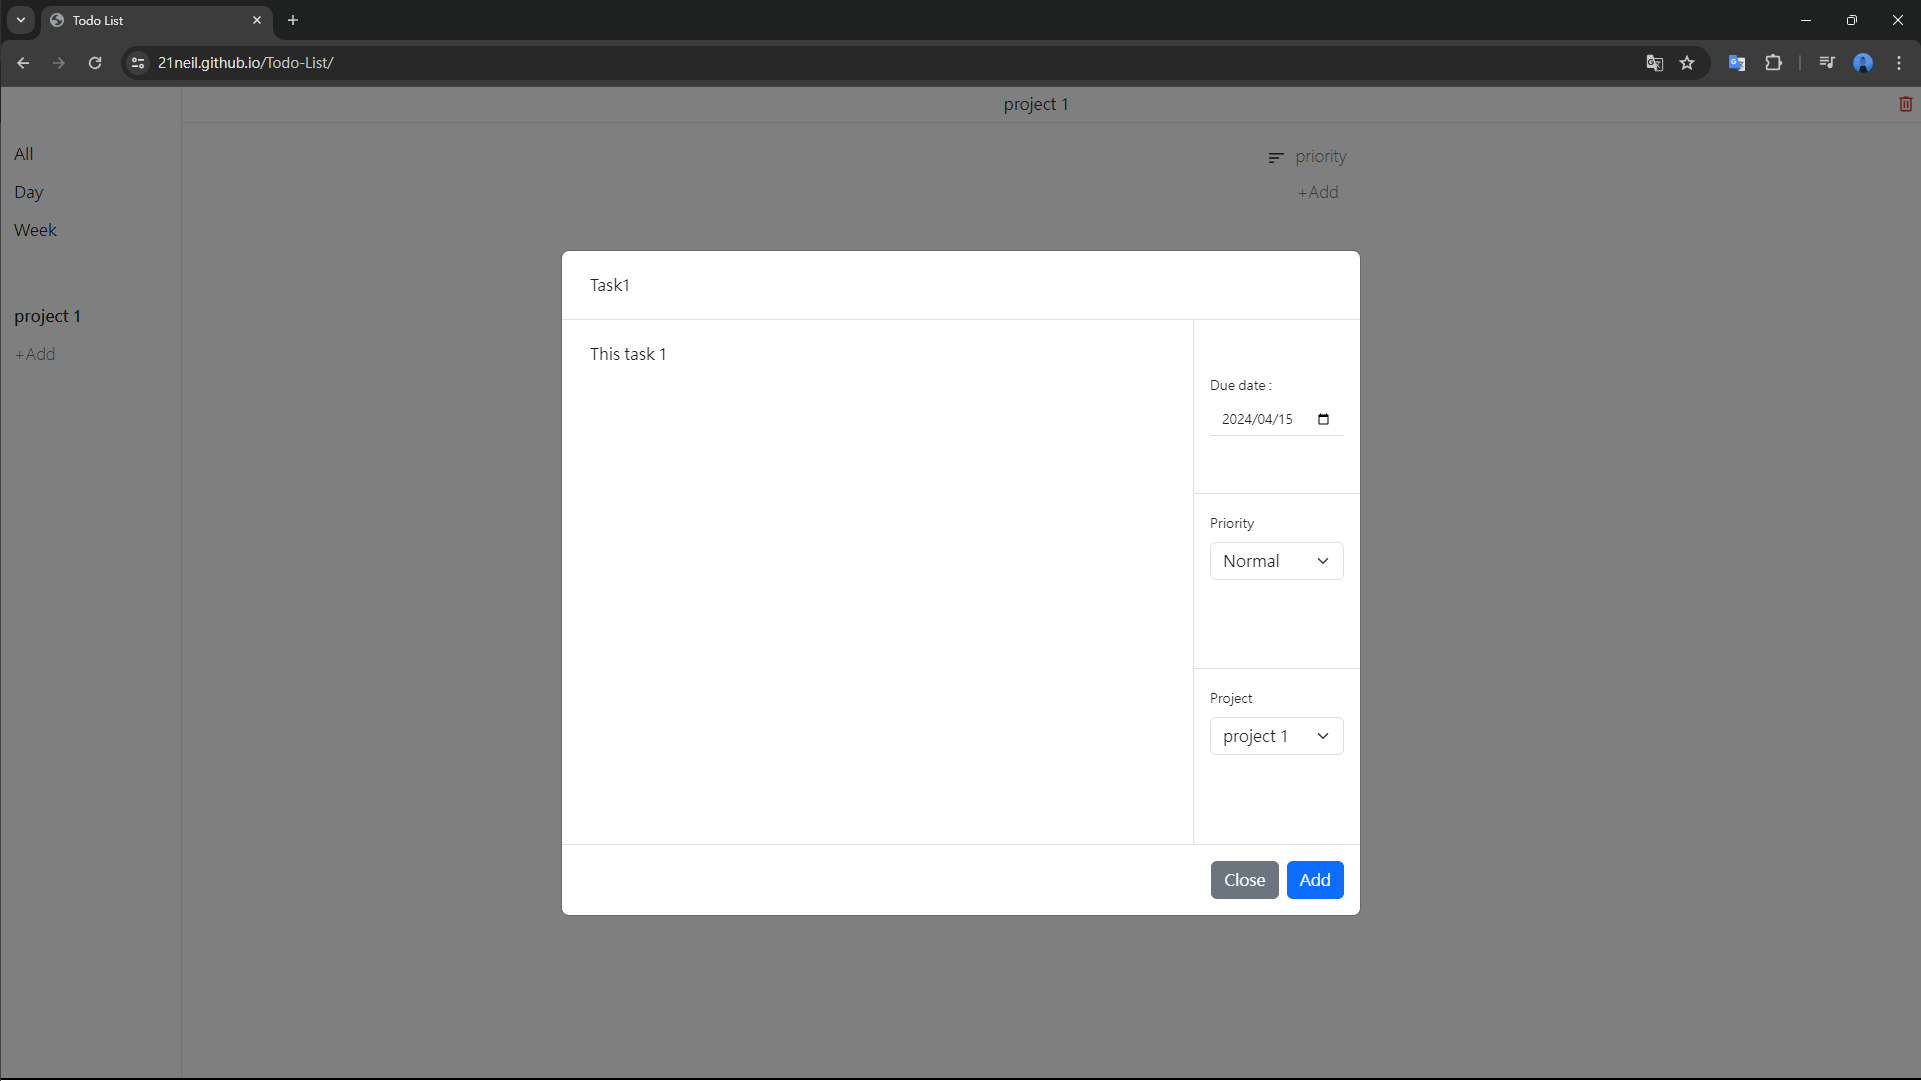 Todo List
21neil.github.io/Todo-List/
project 1
All
Day
Week
project 1
+Add
priority
+Add
Task1
This task 1
Due date :
2024/04/15
Priority
Normal
Project
project 1
Close
Add